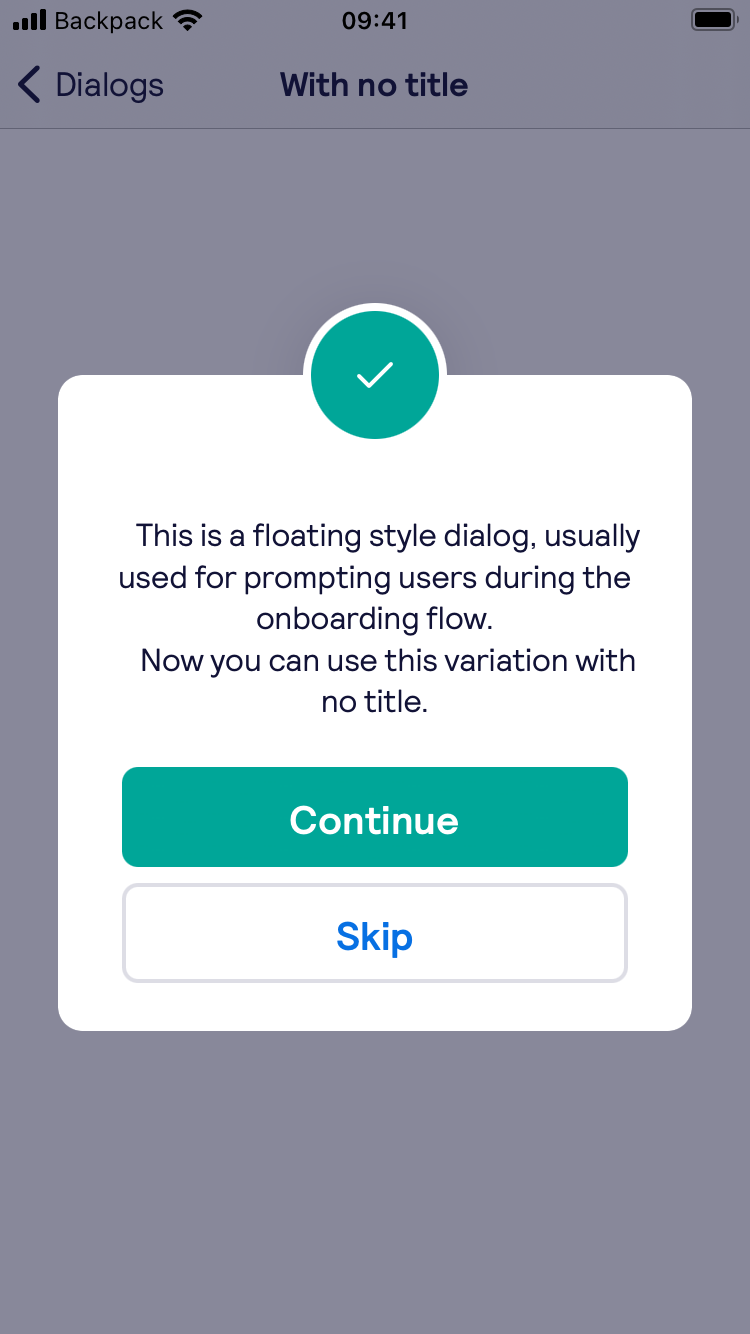 Backpack 09:41
Dialogs With no title
This is a floating style dialog, usually
used for prompting users during the
onboarding flow.
Now you can use this variation with
no title.
Continue
Skip